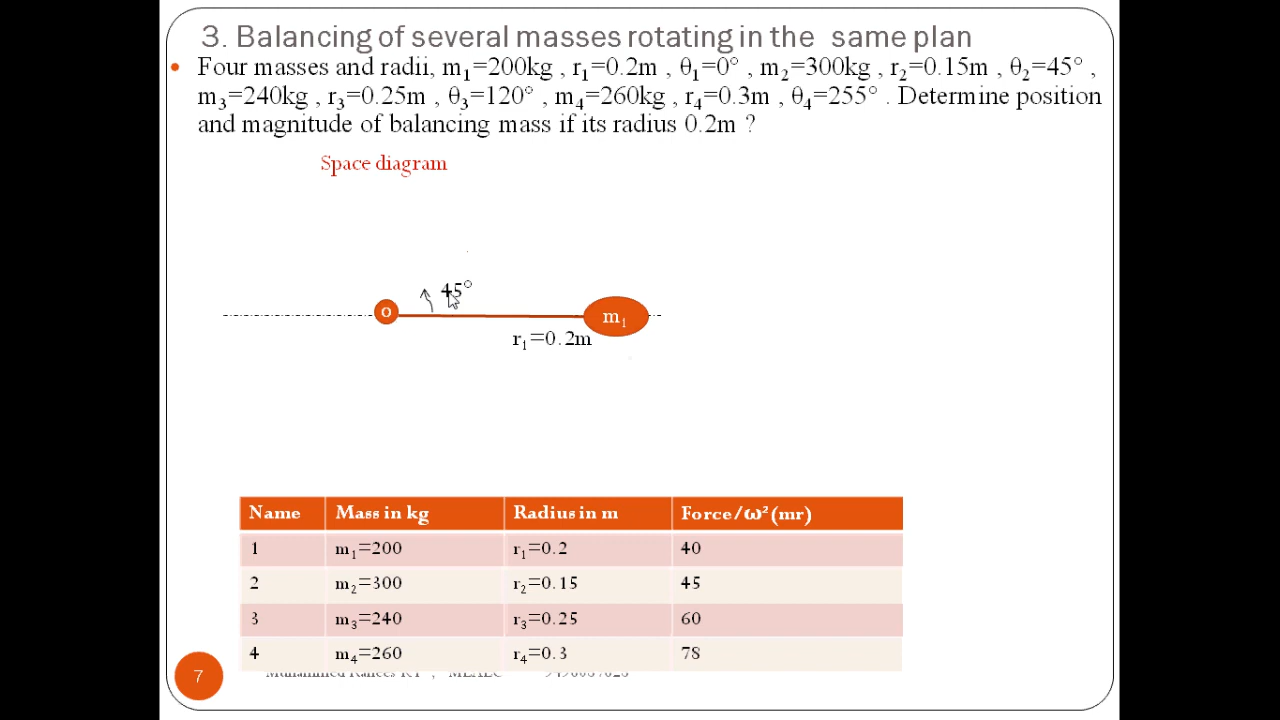 3. Balancing of several masses rotating in the same plan
• Four masses and radii, m₁=200kg , r₁=0.2m , θ₁=0° , m₂=300kg , r₂=0.15m , θ₂=45° ,
m₃=240kg , r₃=0.25m , θ₃=120° , m₄=260kg , r₄=0.3m , θ₄=255° . Determine position
and magnitude of balancing mass if its radius 0.2m ?
Space diagram
45°
O
m₁
r₁=0.2m
Name Mass in kg Radius in m Force/ω²(mr)
1 m₁=200 r₁=0.2 40
2 m₂=300 r₂=0.15 45
3 m₃=240 r₃=0.25 60
4 m₄=260 r₄=0.3 78
7